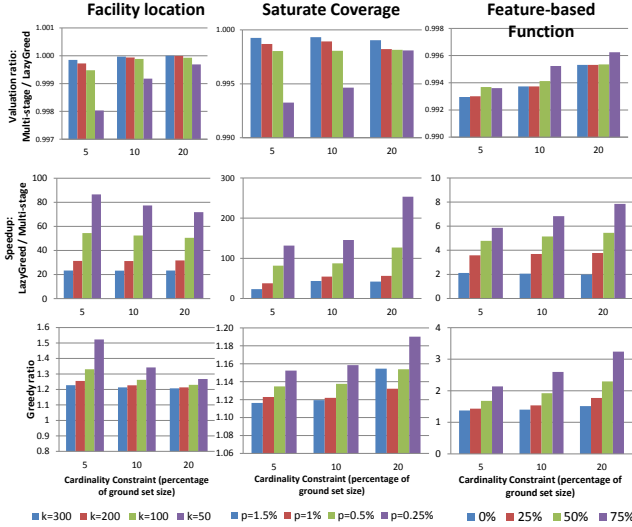 Facility location
Saturate Coverage
Feature-based
Function
Valuation ratio:
Multi-stage / LazyGreed
1.001
1.000
0.999
0.998
0.997
5 10 20
1.000
0.995
0.990
5 10 20
0.998
0.996
0.994
0.992
0.990
5 10 20
Speedup:
LazyGreed / Multi-stage
100
80
60
40
20
0
5 10 20
300
200
100
0
5 10 20
10
8
6
4
2
0
5 10 20
Greedy ratio
1.6
1.5
1.4
1.3
1.2
1.1
1.0
0.9
0.8
5 10 20
Cardinality Constraint (percentage
of ground set size)
1.20
1.18
1.16
1.14
1.12
1.10
1.08
1.06
5 10 20
Cardinality Constraint (percentage of
ground set size)
4
3
2
1
0
5 10 20
Cardinality Constraint (percentage of
ground set size)
k=300 k=200 k=100 k=50
p=1.5% p=1% p=0.5% p=0.25%
0% 25% 50% 75%